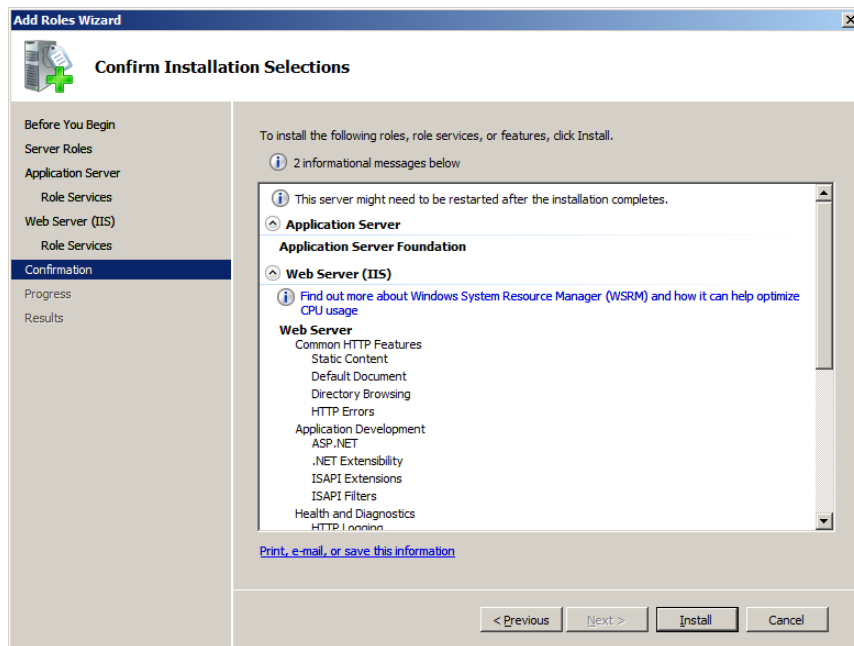 Add Roles Wizard
Confirm Installation Selections
Before You Begin
Server Roles
Application Server
Role Services
Web Server (IIS)
Role Services
Confirmation
Progress
Results
To install the following roles, role services, or features, click Install.
2 informational messages below
This server might need to be restarted after the installation completes.
Application Server
Application Server Foundation
Web Server (IIS)
Find out more about Windows System Resource Manager (WSRM) and how it can help optimize
CPU usage
Web Server
Common HTTP Features
Static Content
Default Document
Directory Browsing
HTTP Errors
Application Development
ASP.NET
.NET Extensibility
ISAPI Extensions
ISAPI Filters
Health and Diagnostics
HTTP Logging
Print, e-mail, or save this information
< Previous
Next >
Install
Cancel